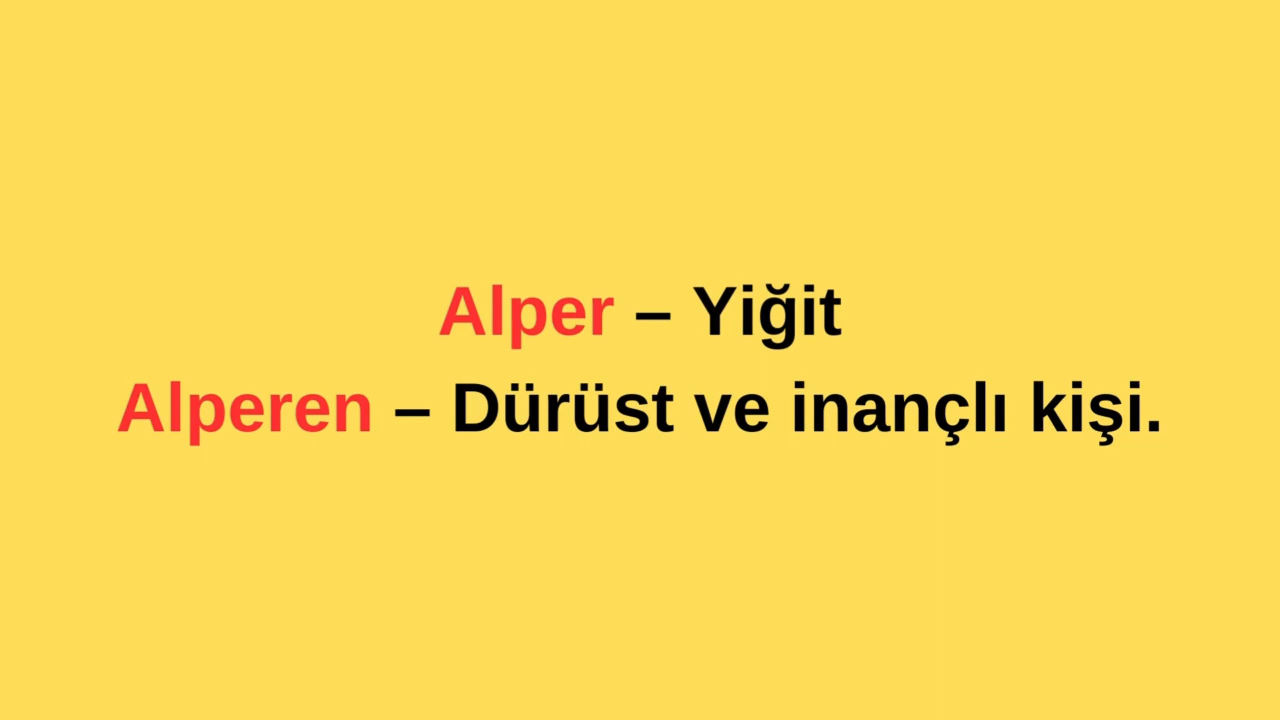 Alper – Yiğit
Alperen – Dürüst ve inançlı kişi.